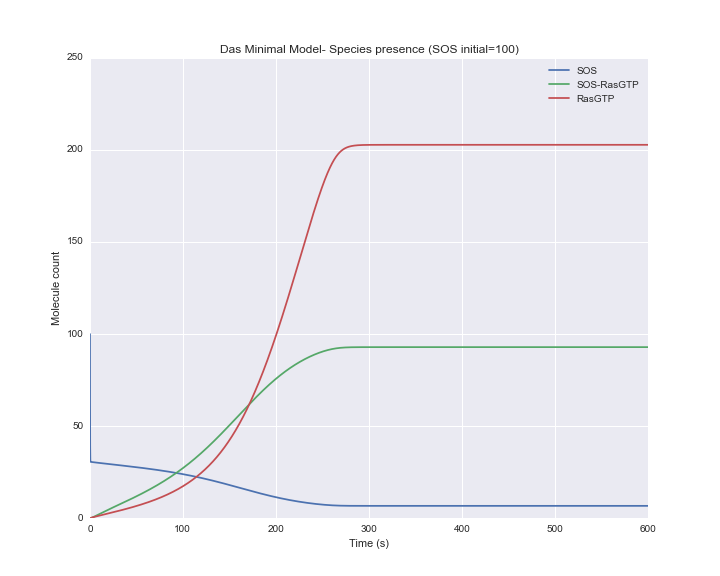 Das Minimal Model- Species presence (SOS initial=100)
250
SOS
SOS-RasGTP
RasGTP
200
150
Molecule count
100
50
0
0 100 200 300 400 500 600
Time (s)